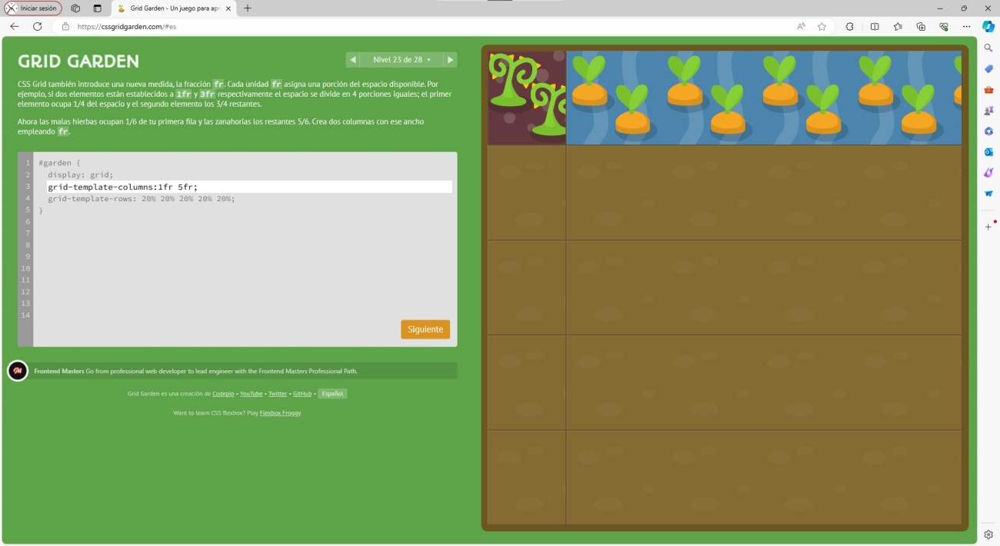 Iniciar sesión
Grid Garden - Un juego para apr
https://cssgridgarden.com/#es
GRID GARDEN
Nivel 23 de 28
CSS Grid también introduce una nueva medida, la fracción fr. Cada unidad fr asigna una porción del espacio disponible. Por
ejemplo, si dos elementos están establecidos a 1fr y 3fr respectivamente el espacio se divide en 4 porciones iguales; el primer
elemento ocupa 1/4 del espacio y el segundo elemento los 3/4 restantes.
Ahora las malas hierbas ocupan 1/6 de tu primera fila y las zanahorias los restantes 5/6. Crea dos columnas con ese ancho
empleando fr.
1 #garden {
2 display: grid;
3 grid-template-columns:1fr 5fr;
4 grid-template-rows: 20% 20% 20% 20% 20%;
5 }
6
7
8
9
10
11
12
13
14
Siguiente
Frontend Masters Go from professional web developer to lead engineer with the Frontend Masters Professional Path.
Grid Garden es una creación de Codepip • YouTube • Twitter • GitHub • Español
Want to learn CSS flexbox? Play Flexbox Froggy